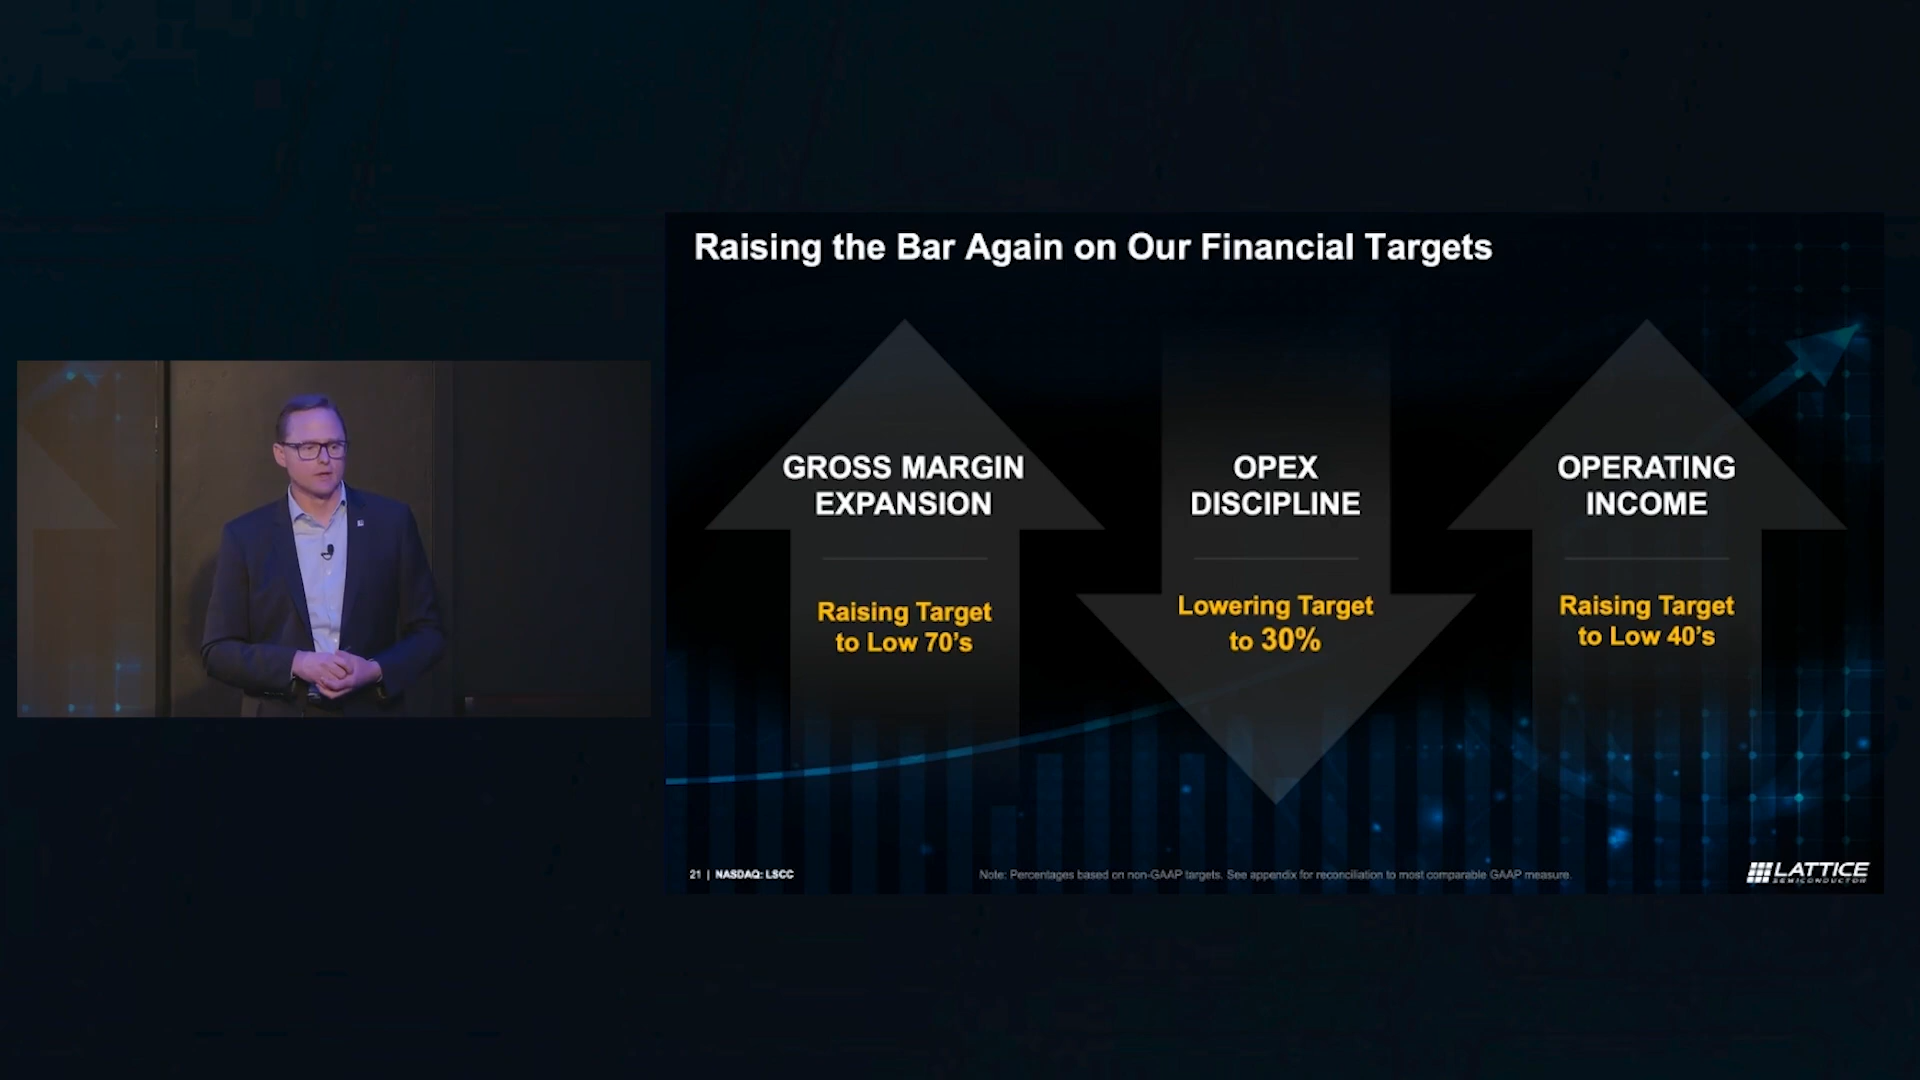 Raising the Bar Again on Our Financial Targets
GROSS MARGIN
EXPANSION
Raising Target
to Low 70's
OPEX
DISCIPLINE
Lowering Target
to 30%
OPERATING
INCOME
Raising Target
to Low 40's
21 | NASDAQ: LSCC
Note: Percentages based on non-GAAP targets. See appendix for reconciliation to most comparable GAAP measure.
LATTICE
SEMICONDUCTOR